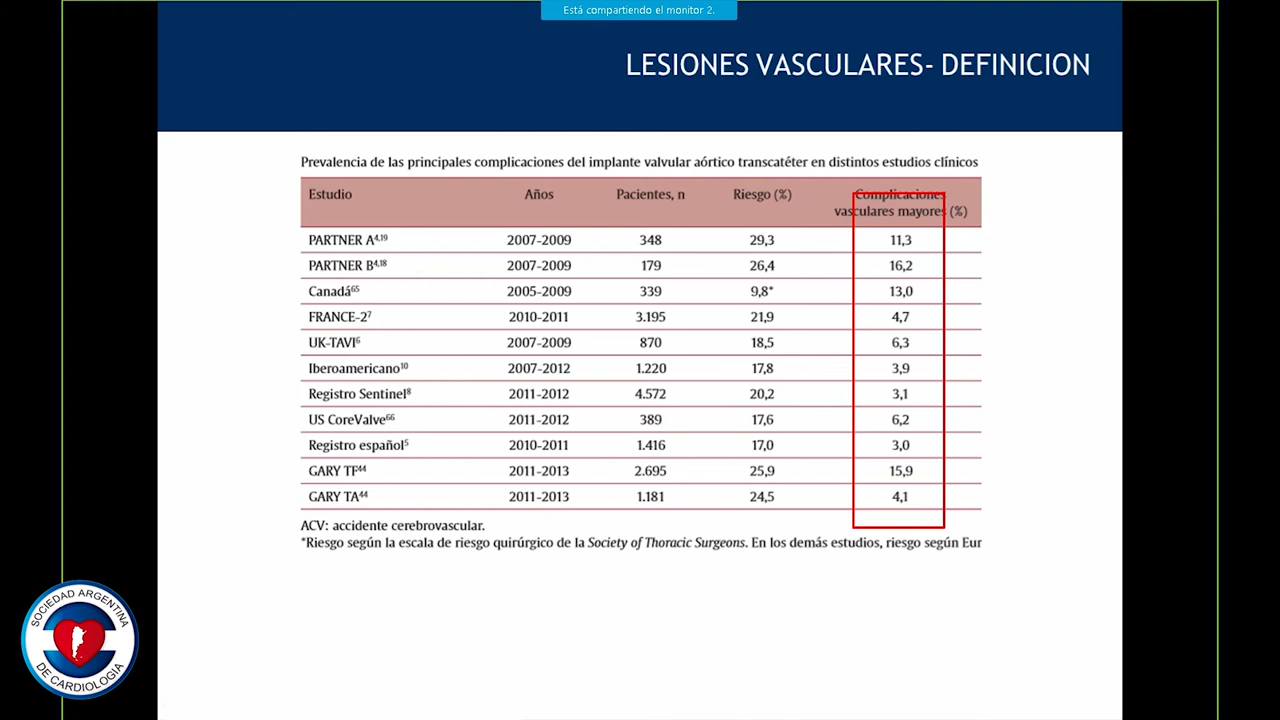 Está compartiendo el monitor 2.
LESIONES VASCULARES- DEFINICION
Prevalencia de las principales complicaciones del implante valvular aórtico transcatéter en distintos estudios clínicos
Estudio Años Pacientes, n Riesgo (%) Complicaciones vasculares mayores (%)
PARTNER A4,19 2007-2009 348 29,3 11,3
PARTNER B4,18 2007-2009 179 26,4 16,2
Canadá65 2005-2009 339 9,8* 13,0
FRANCE-27 2010-2011 3.195 21,9 4,7
UK-TAVI6 2007-2009 870 18,5 6,3
Iberoamericano10 2007-2012 1.220 17,8 3,9
Registro Sentinel8 2011-2012 4.572 20,2 3,1
US CoreValve66 2011-2012 389 17,6 6,2
Registro español5 2010-2011 1.416 17,0 3,0
GARY TF44 2011-2013 2.695 25,9 15,9
GARY TA44 2011-2013 1.181 24,5 4,1
ACV: accidente cerebrovascular.
*Riesgo según la escala de riesgo quirúrgico de la Society of Thoracic Surgeons. En los demás estudios, riesgo según Eur
SOCIEDAD ARGENTINA
DE CARDIOLOGIA